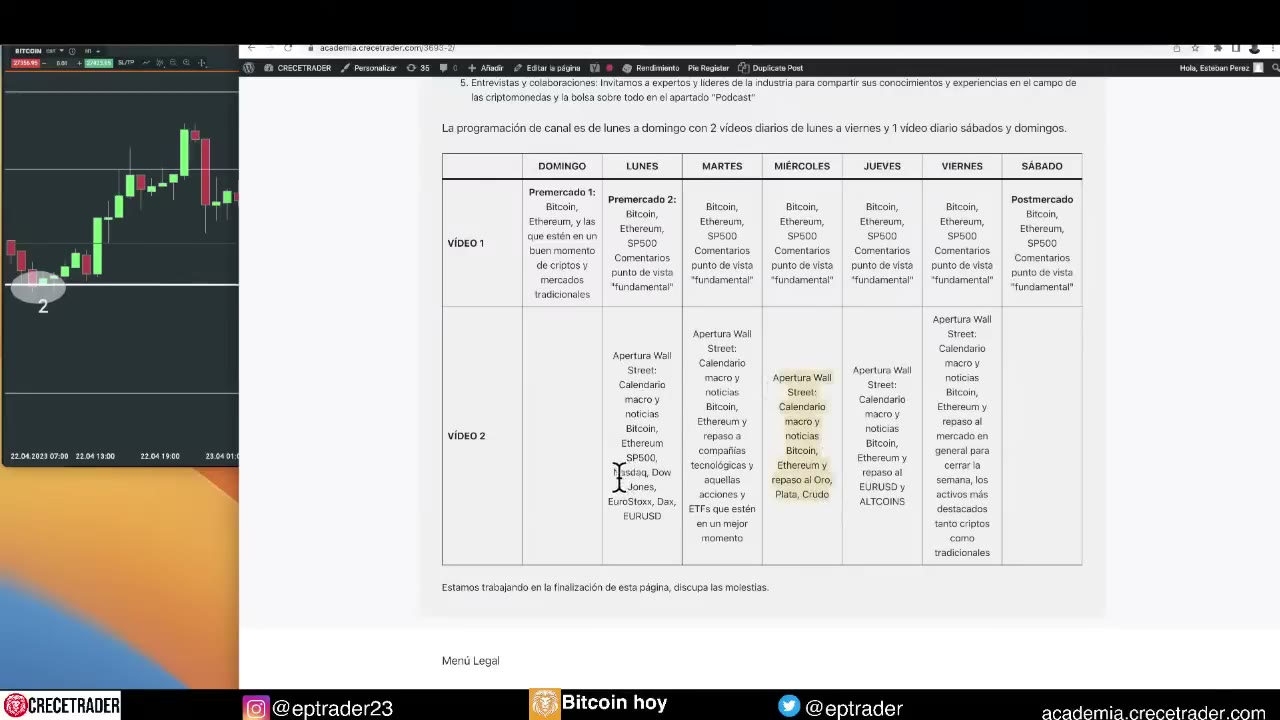 BITCOIN
H1
27356.95
academia.crecetrader.com/3693-2/
CRECETRADER Personalizar 35 0 Añadir Editar la página Rendimiento Pie Register Duplicate Post Hola, Esteban Perez
5. Entrevistas y colaboraciones: Invitamos a expertos y líderes de la industria para compartir sus conocimientos y experiencias en el campo de
las criptomonedas y la bolsa sobre todo en el apartado "Podcast"
La programación de canal es de lunes a domingo con 2 vídeos diarios de lunes a viernes y 1 vídeo diario sábados y domingos.
DOMINGO LUNES MARTES MIÉRCOLES JUEVES VIERNES SÁBADO
VÍDEO 1
Premercado 1:
Bitcoin,
Ethereum, y las
que estén en un
buen momento
de criptos y
mercados
tradicionales
Premercado 2:
Bitcoin,
Ethereum,
SP500
Comentarios
punto de vista
"fundamental"
Bitcoin,
Ethereum,
SP500
Comentarios
punto de vista
"fundamental"
Bitcoin,
Ethereum,
SP500
Comentarios
punto de vista
"fundamental"
Bitcoin,
Ethereum,
SP500
Comentarios
punto de vista
"fundamental"
Bitcoin,
Ethereum,
SP500
Comentarios
punto de vista
"fundamental"
Postmercado
Bitcoin,
Ethereum,
SP500
Comentarios
punto de vista
"fundamental"
VÍDEO 2
Apertura Wall
Street:
Calendario
macro y
noticias
Bitcoin,
Ethereum
SP500,
Nasdaq, Dow
Jones,
EuroStoxx, Dax,
EURUSD
Apertura Wall
Street:
Calendario
macro y
noticias
Bitcoin,
Ethereum y
repaso a
compañías
tecnológicas y
aquellas
acciones y
ETFs que estén
en un mejor
momento
Apertura Wall
Street:
Calendario
macro y
noticias
Bitcoin,
Ethereum y
repaso al Oro,
Plata, Crudo
Apertura Wall
Street:
Calendario
macro y
noticias
Bitcoin,
Ethereum y
repaso al
EURUSD y
ALTCOINS
Apertura Wall
Street:
Calendario
macro y
noticias
Bitcoin,
Ethereum y
repaso al
mercado en
general para
cerrar la
semana, los
activos más
destacados
tanto criptos
como
tradicionales
Estamos trabajando en la finalización de esta página, discupa las molestias.
Menú Legal
2
22.04.2023 07:00 22.04 13:00 22.04 19:00 23.04 01:0
CRECETRADER @eptrader23 Bitcoin hoy @eptrader academia.crecetrader.com